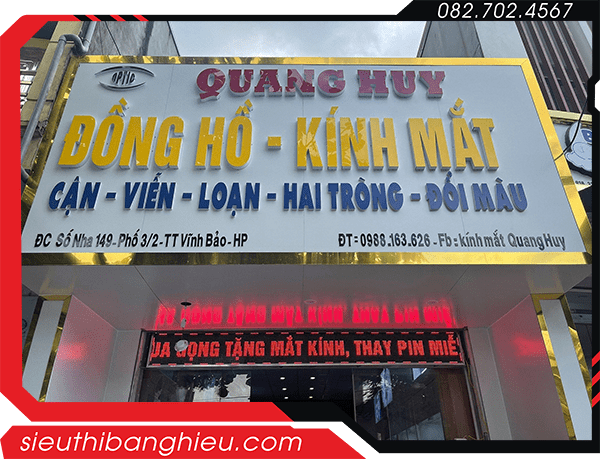 082.702.4567
OPTIC
QUANG HUY
ĐỒNG HỒ - KÍNH MẮT
CẬN - VIỄN - LOẠN - HAI TRÒNG - ĐỔI MÀU
ĐC Số Nhà 149 - Phố 3/2 - TT Vĩnh Bảo - HP
ĐT = 0988.163.626 - Fb = kính mắt Quang Huy
UA GỌNG TẶNG MẮT KÍNH, THAY PIN MIỄ
sieuthibanghieu.com